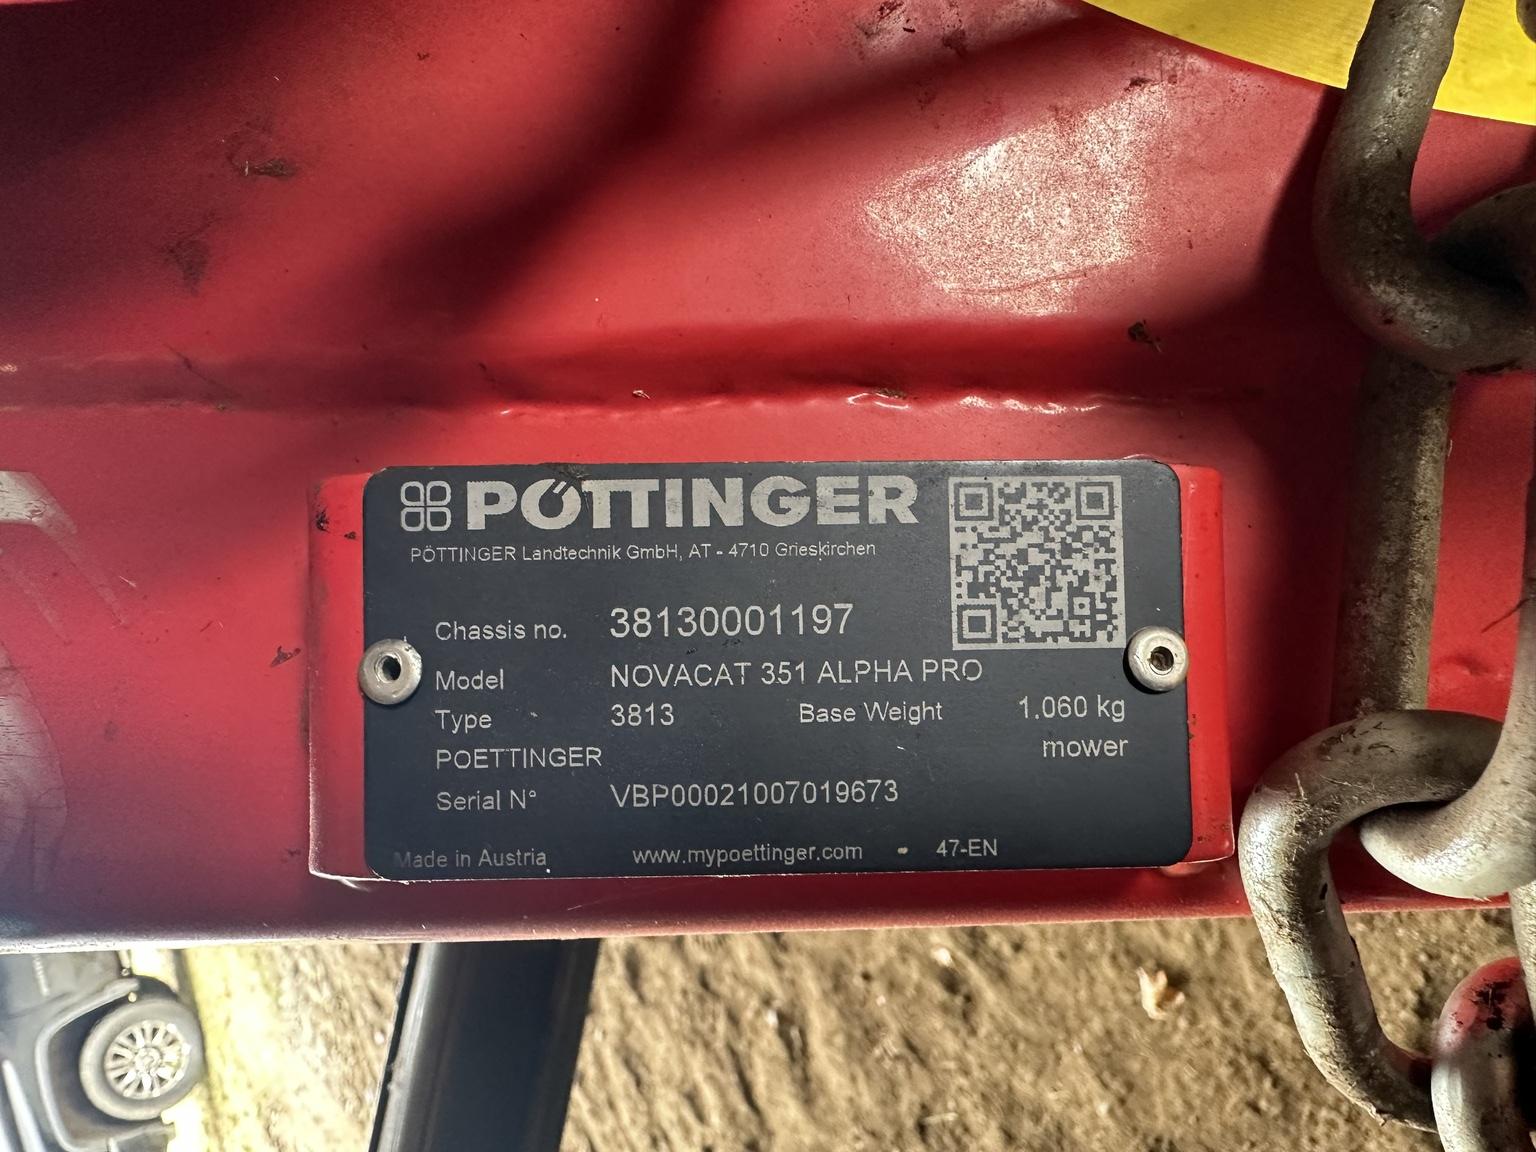 PÖTTINGER
PÖTTINGER Landtechnik GmbH, AT - 4710 Grieskirchen
Chassis no. 38130001197
Model NOVACAT 351 ALPHA PRO
Type 3813 Base Weight 1.060 kg
POETTINGER mower
Serial N° VBP00021007019673
Made in Austria www.mypoettinger.com - 47-EN